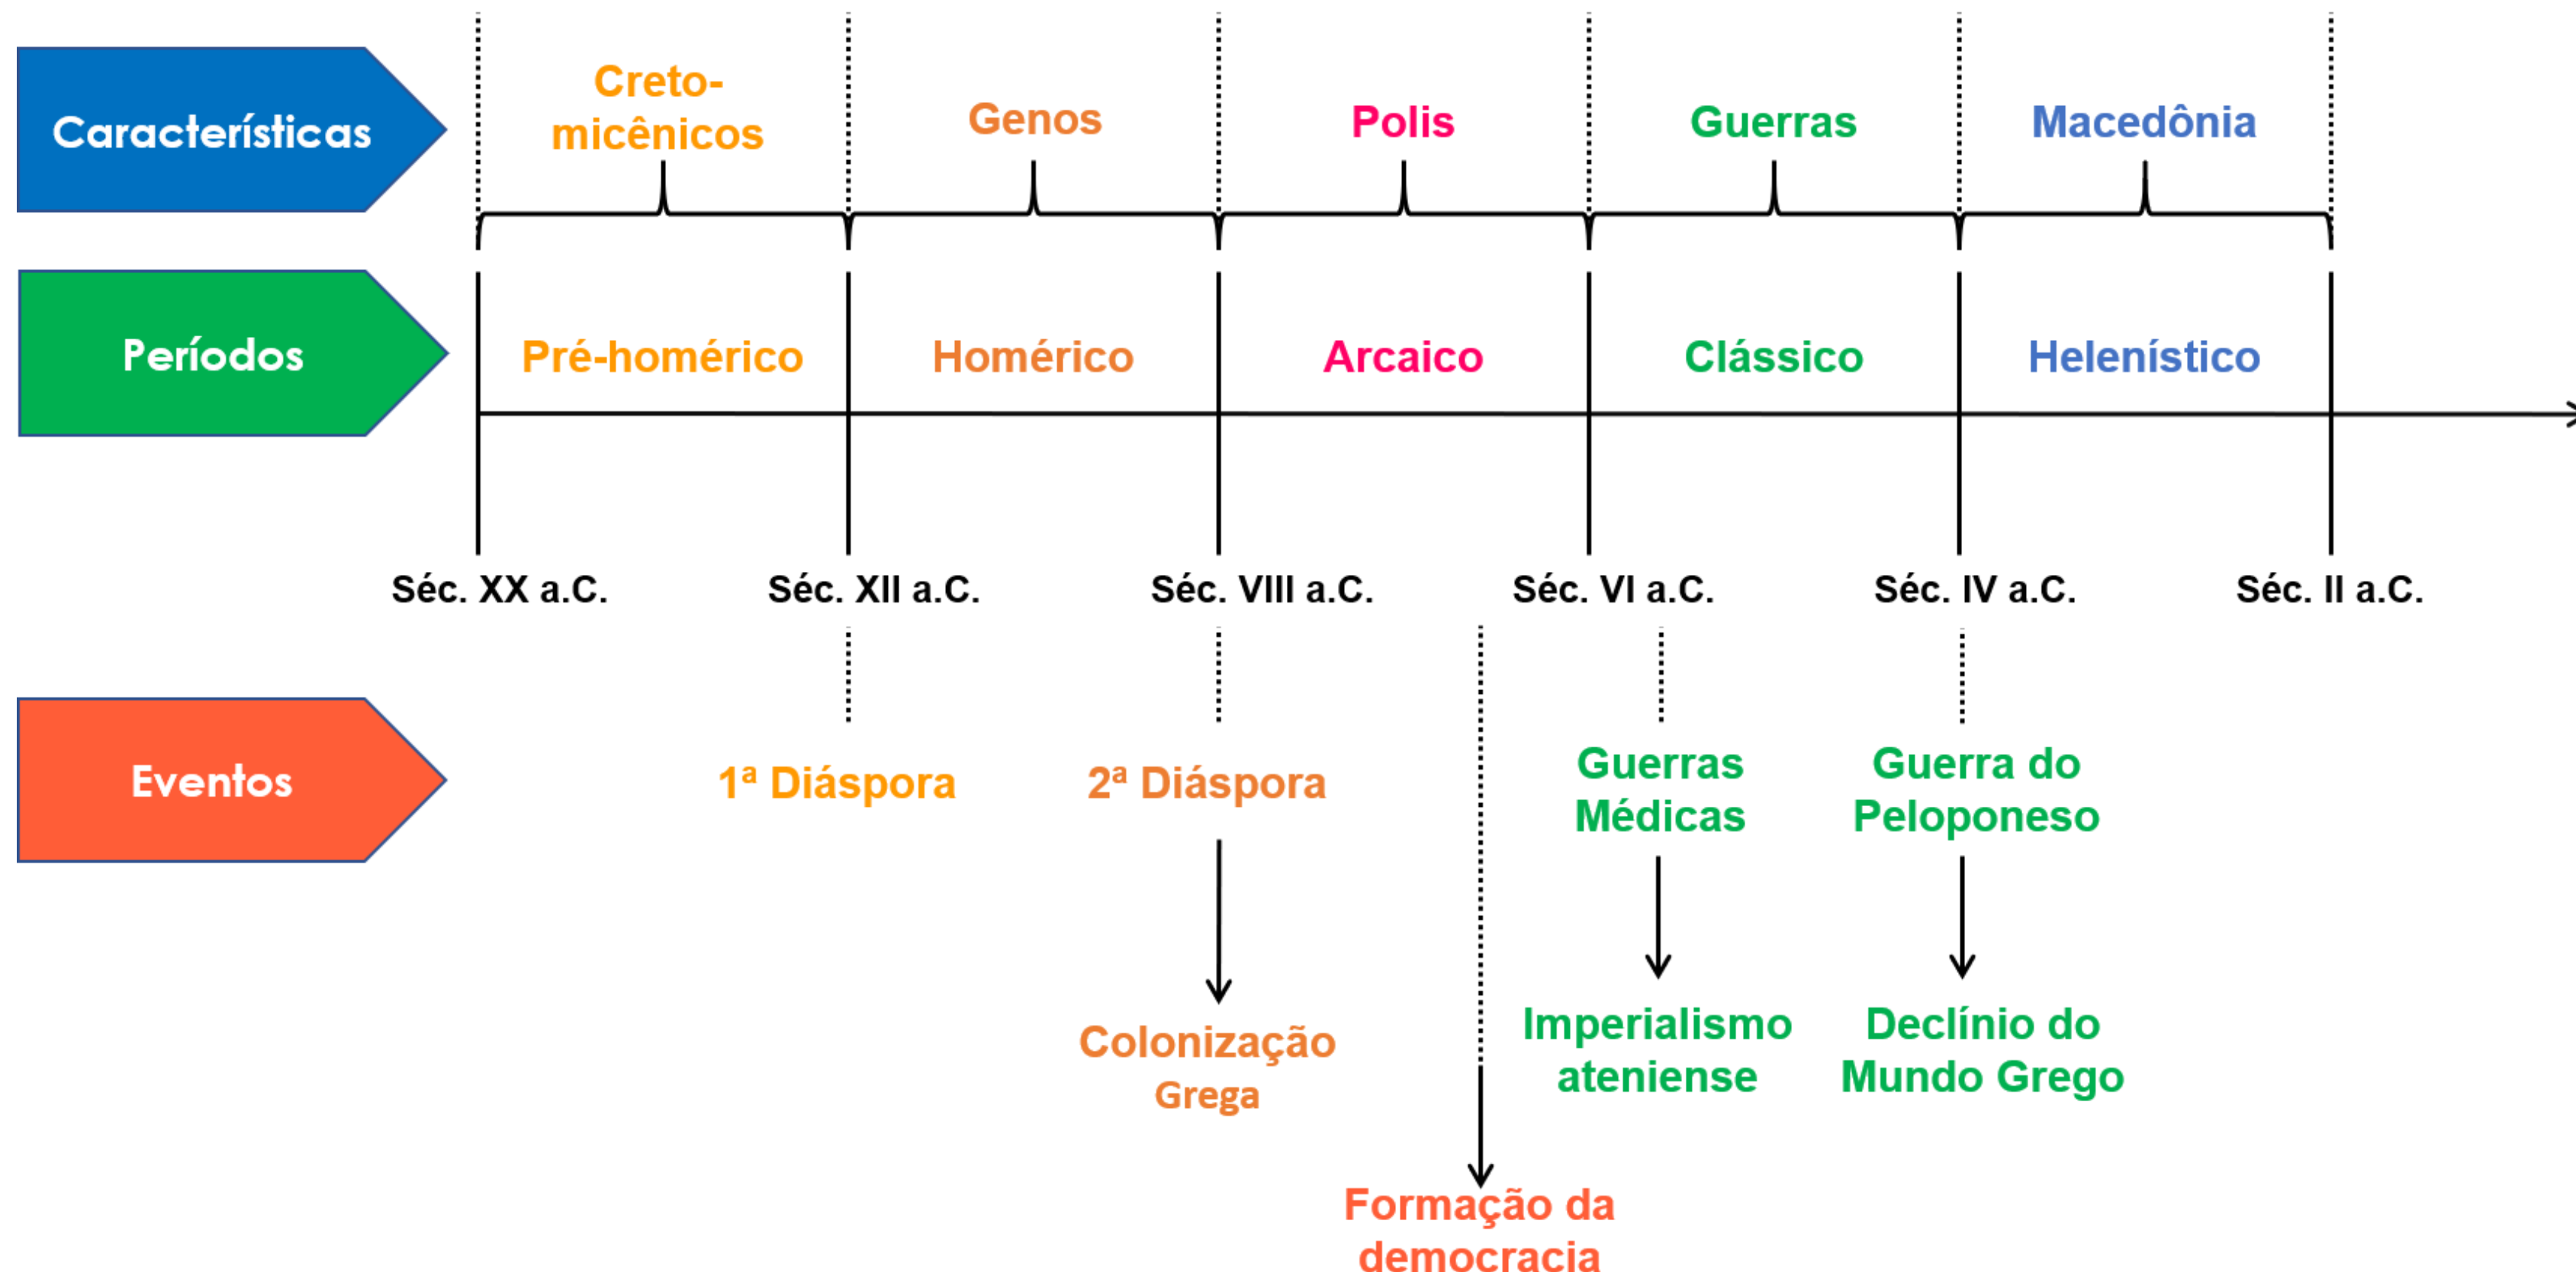 Características
Creto-
micênicos
Genos
Polis
Guerras
Macedônia
Períodos
Pré-homérico
Homérico
Arcaico
Clássico
Helenístico
Séc. XX a.C.
Séc. XII a.C.
Séc. VIII a.C.
Séc. VI a.C.
Séc. IV a.C.
Séc. II a.C.
Eventos
1ª Diáspora
2ª Diáspora
Guerras
Médicas
Guerra do
Peloponeso
Colonização
Grega
Imperialismo
ateniense
Declínio do
Mundo Grego
Formação da
democracia